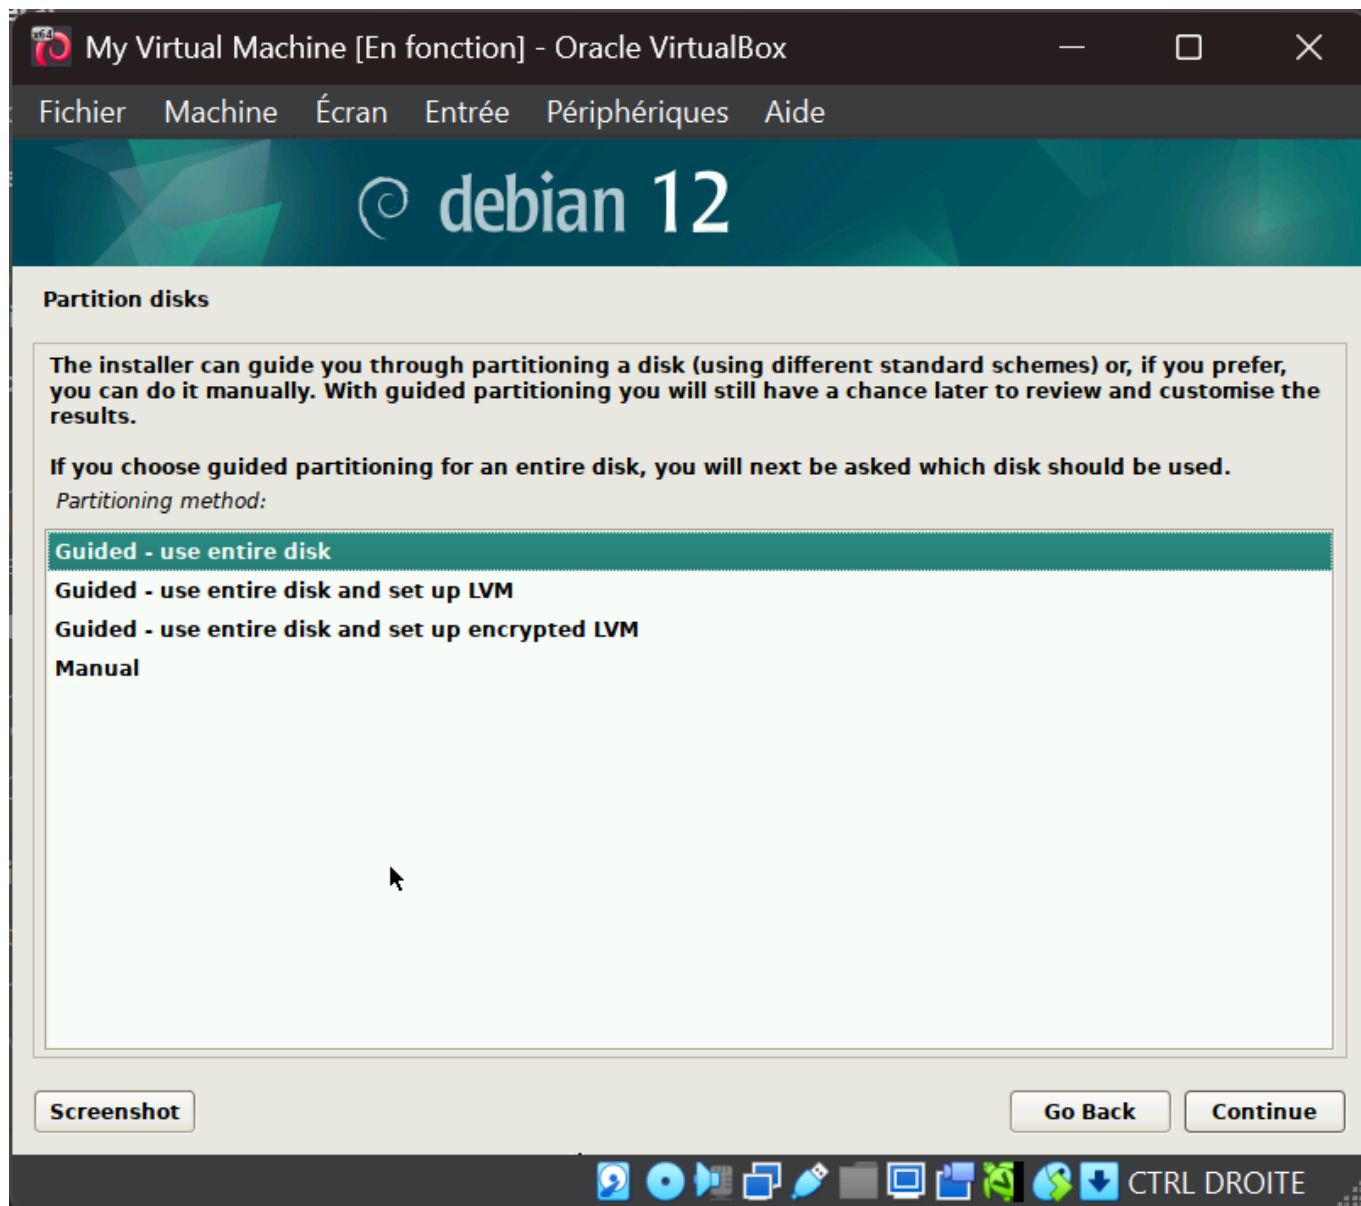 My Virtual Machine [En fonction] - Oracle VirtualBox
Fichier Machine Écran Entrée Périphériques Aide
debian 12
Partition disks
The installer can guide you through partitioning a disk (using different standard schemes) or, if you prefer,
you can do it manually. With guided partitioning you will still have a chance later to review and customise the
results.
If you choose guided partitioning for an entire disk, you will next be asked which disk should be used.
Partitioning method:
Guided - use entire disk
Guided - use entire disk and set up LVM
Guided - use entire disk and set up encrypted LVM
Manual
Screenshot Go Back Continue
CTRL DROITE